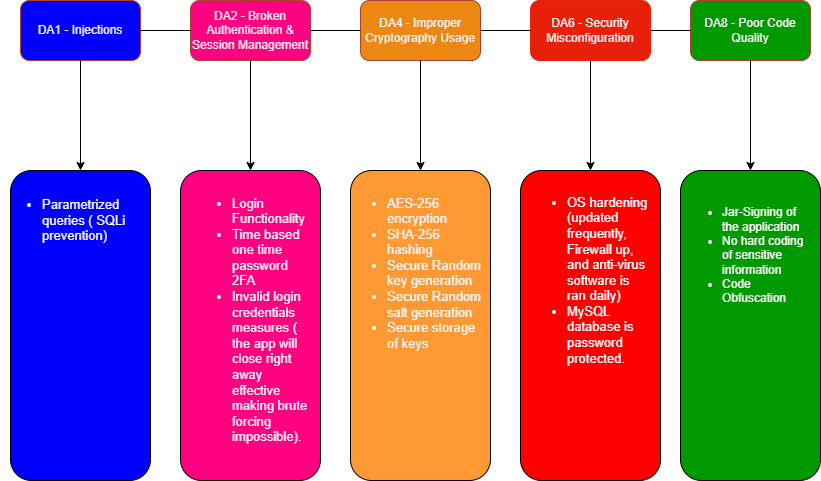 DA1 - Injections
DA2 - Broken
Authentication &
Session Management
DA4 - Improper
Cryptography Usage
DA6 - Security
Misconfiguration
DA8 - Poor Code
Quality
• Parametrized
queries ( SQLi
prevention)
• Login
Functionality
• Time based
one time
password
2FA
• Invalid login
credentials
measures (
the app will
close right
away
effective
making brute
forcing
impossible).
• AES-256
encryption
• SHA-256
hashing
• Secure Random
key generation
• Secure Random
salt generation
• Secure storage
of keys
• OS hardening
(updated
frequently,
Firewall up,
and anti-virus
software is
ran daily)
• MySQL
database is
password
protected.
• Jar-Signing of
the application
• No hard coding
of sensitive
information
• Code
Obfuscation